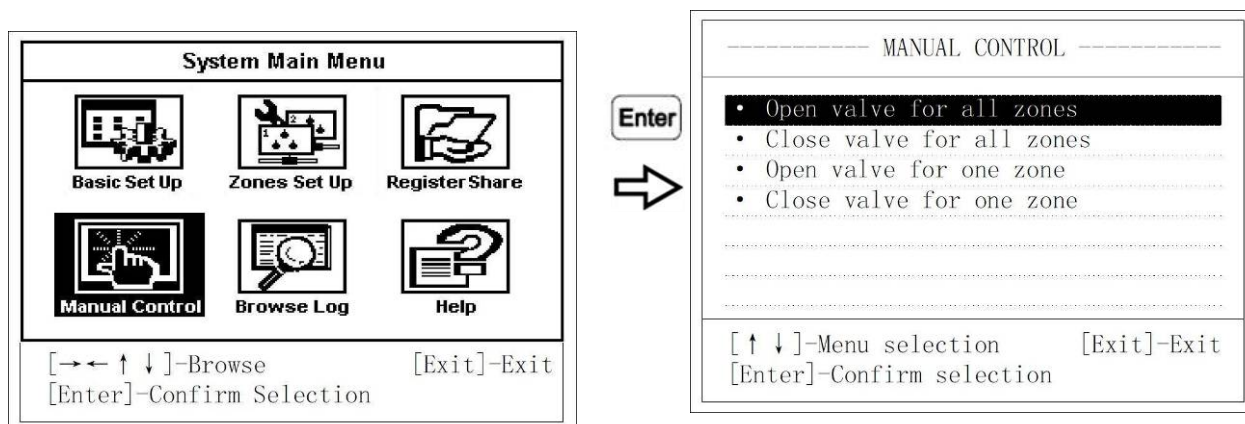 System Main Menu
Basic Set Up
Zones Set Up
Register Share
Manual Control
Browse Log
Help
[→← ↑ ↓]-Browse [Exit]-Exit
[Enter]-Confirm Selection
Enter
----------- MANUAL CONTROL -----------
• Open valve for all zones
• Close valve for all zones
• Open valve for one zone
• Close valve for one zone
[↑ ↓]-Menu selection [Exit]-Exit
[Enter]-Confirm selection